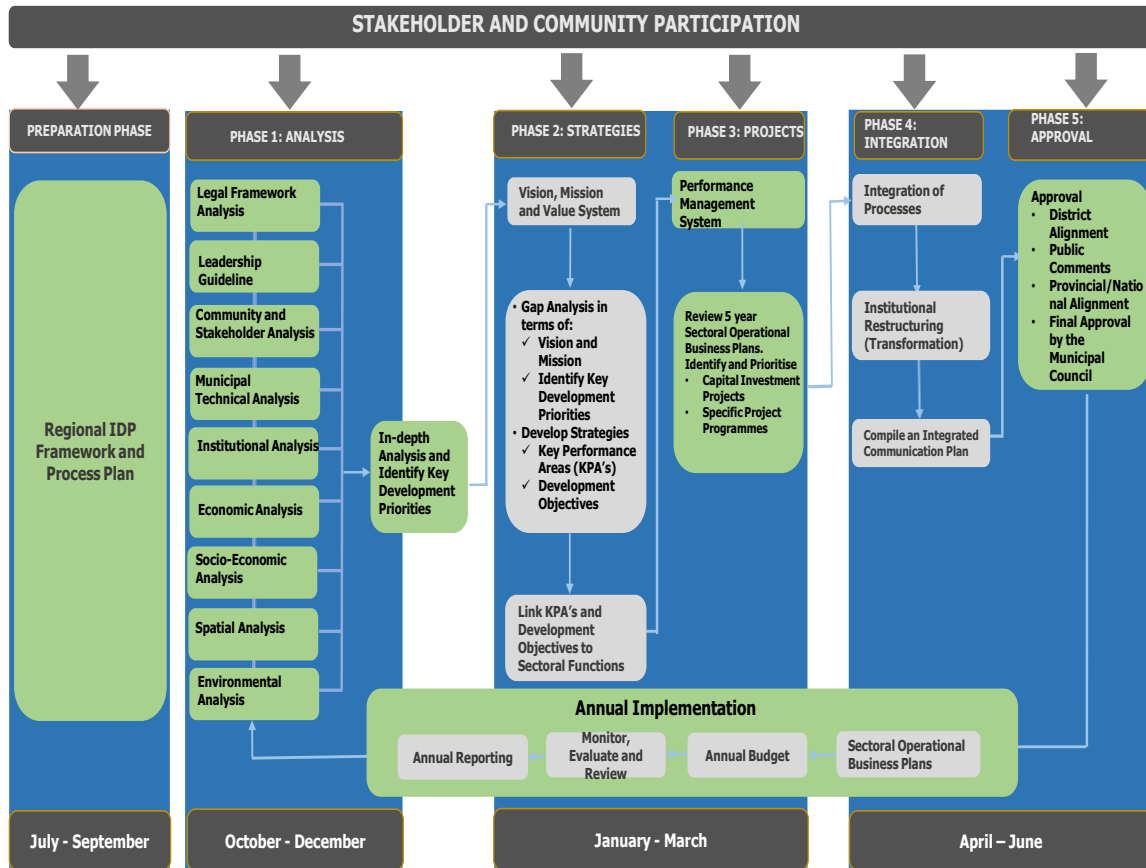 STAKEHOLDER AND COMMUNITY PARTICIPATION
PREPARATION PHASE
PHASE 1: ANALYSIS
PHASE 2: STRATEGIES
PHASE 3: PROJECTS
PHASE 4:
INTEGRATION
PHASE 5:
APPROVAL
Regional IDP
Framework and
Process Plan
Legal Framework
Analysis
Leadership
Guideline
Community and
Stakeholder Analysis
Municipal
Technical Analysis
Institutional Analysis
Economic Analysis
Socio-Economic
Analysis
Spatial Analysis
Environmental
Analysis
In-depth
Analysis and
Identify Key
Development
Priorities
Vision, Mission
and Value System
• Gap Analysis in
terms of:
✓ Vision and
Mission
✓ Identify Key
Development
Priorities
• Develop Strategies
✓ Key Performance
Areas (KPA's)
✓ Development
Objectives
Link KPA's and
Development
Objectives to
Sectoral Functions
Performance
Management
System
Review 5 year
Sectoral Operational
Business Plans.
Identify and Prioritise
• Capital Investment
Projects
• Specific Project
Programmes
Integration of
Processes
Institutional
Restructuring
(Transformation)
Compile an Integrated
Communication Plan
Approval
• District
Alignment
• Public
Comments
• Provincial/Natio
nal Alignment
• Final Approval
by the
Municipal
Council
Annual Implementation
Annual Reporting
Monitor,
Evaluate and
Review
Annual Budget
Sectoral Operational
Business Plans
July - September
October - December
January - March
April – June